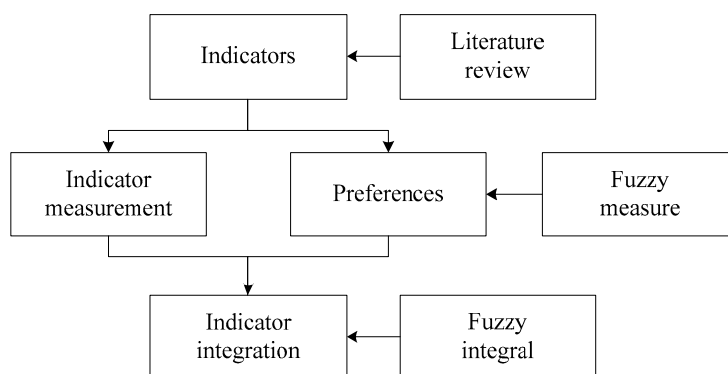 Indicators
Literature
review
Indicator
measurement
Preferences
Fuzzy
measure
Indicator
integration
Fuzzy
integral